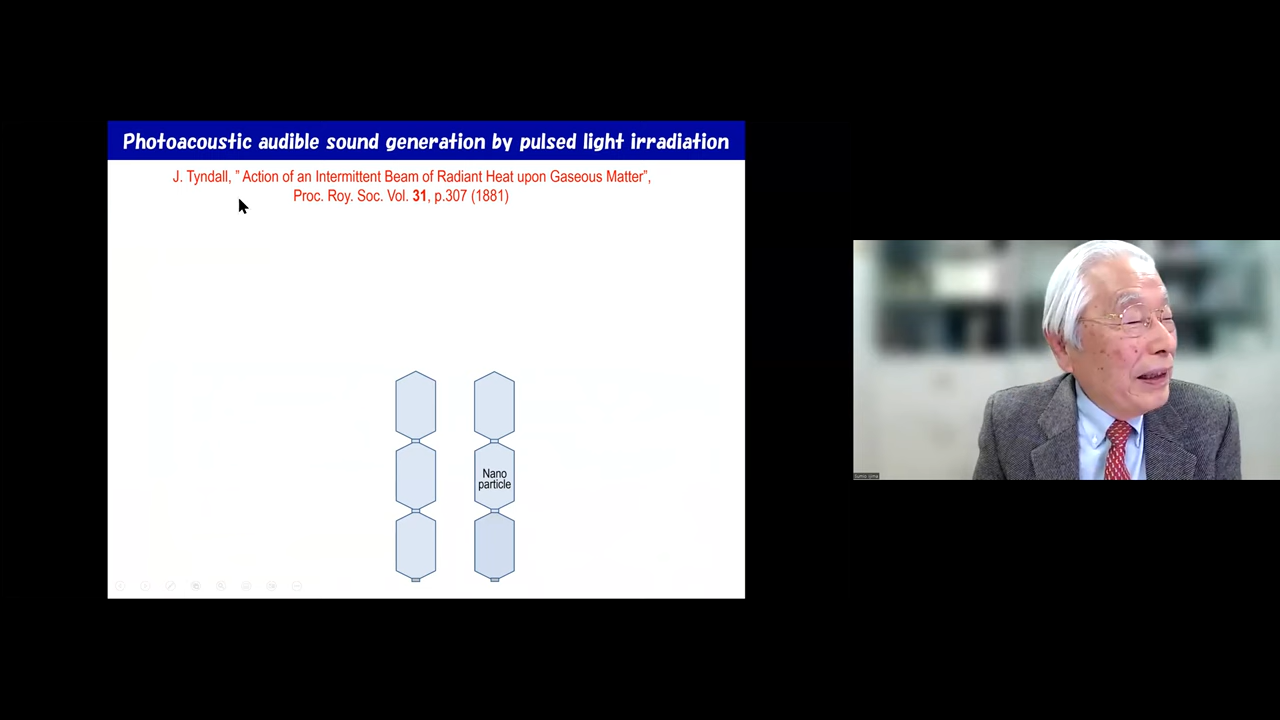 Photoacoustic audible sound generation by pulsed light irradiation
J. Tyndall, " Action of an Intermittent Beam of Radiant Heat upon Gaseous Matter",
Proc. Roy. Soc. Vol. 31, p.307 (1881)
Nano
particle